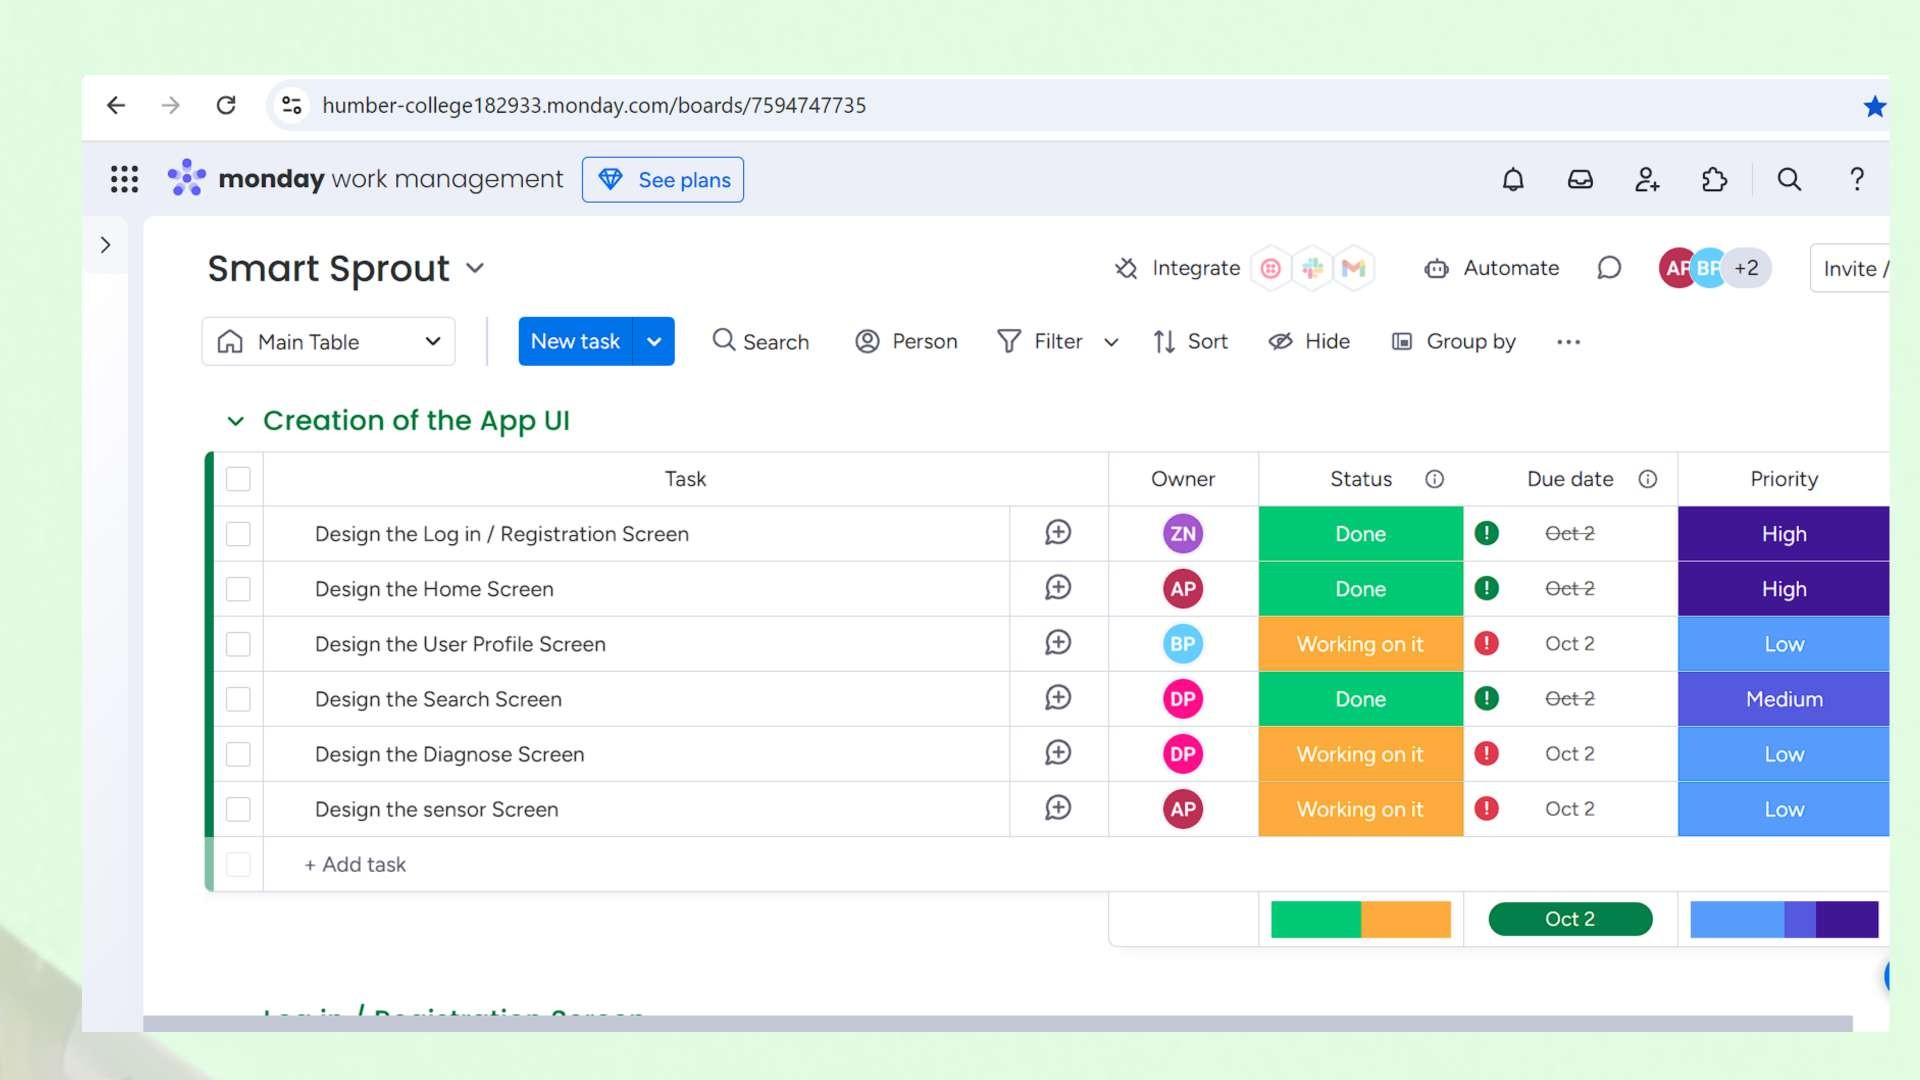 humber-college182933.monday.com/boards/7594747735
monday work management See plans
Smart Sprout Integrate Automate AP BP +2 Invite /
Main Table New task Search Person Filter Sort Hide Group by
Creation of the App UI
Task Owner Status Due date Priority
Design the Log in / Registration Screen ZN Done Oct 2 High
Design the Home Screen AP Done Oct 2 High
Design the User Profile Screen BP Working on it Oct 2 Low
Design the Search Screen DP Done Oct 2 Medium
Design the Diagnose Screen DP Working on it Oct 2 Low
Design the sensor Screen AP Working on it Oct 2 Low
+ Add task
Oct 2
Log in / Registration Screen